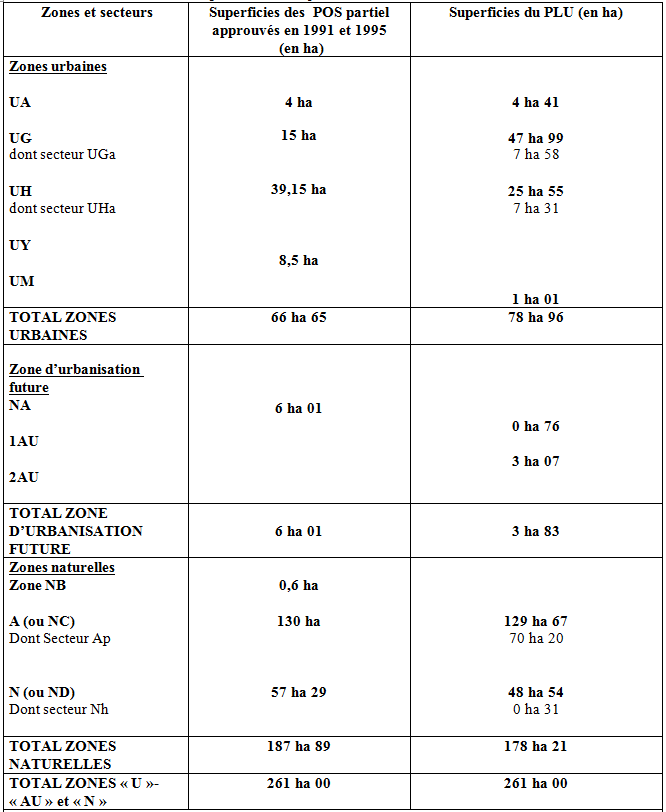 Zones et secteurs
Superficies des POS partiel
approuvés en 1991 et 1995
(en ha)
Superficies du PLU (en ha)
Zones urbaines
UA
4 ha
4 ha 41
UG
15 ha
47 ha 99
dont secteur UGa
7 ha 58
UH
39,15 ha
25 ha 55
dont secteur UHa
7 ha 31
UY
8,5 ha
UM
1 ha 01
TOTAL ZONES
URBAINES
66 ha 65
78 ha 96
Zone d’urbanisation
future
NA
6 ha 01
0 ha 76
1AU
3 ha 07
2AU
TOTAL ZONE
D’URBANISATION
FUTURE
6 ha 01
3 ha 83
Zones naturelles
Zone NB
0,6 ha
A (ou NC)
130 ha
129 ha 67
Dont Secteur Ap
70 ha 20
N (ou ND)
57 ha 29
48 ha 54
Dont secteur Nh
0 ha 31
TOTAL ZONES
NATURELLES
187 ha 89
178 ha 21
TOTAL ZONES « U »-
« AU » et « N »
261 ha 00
261 ha 00